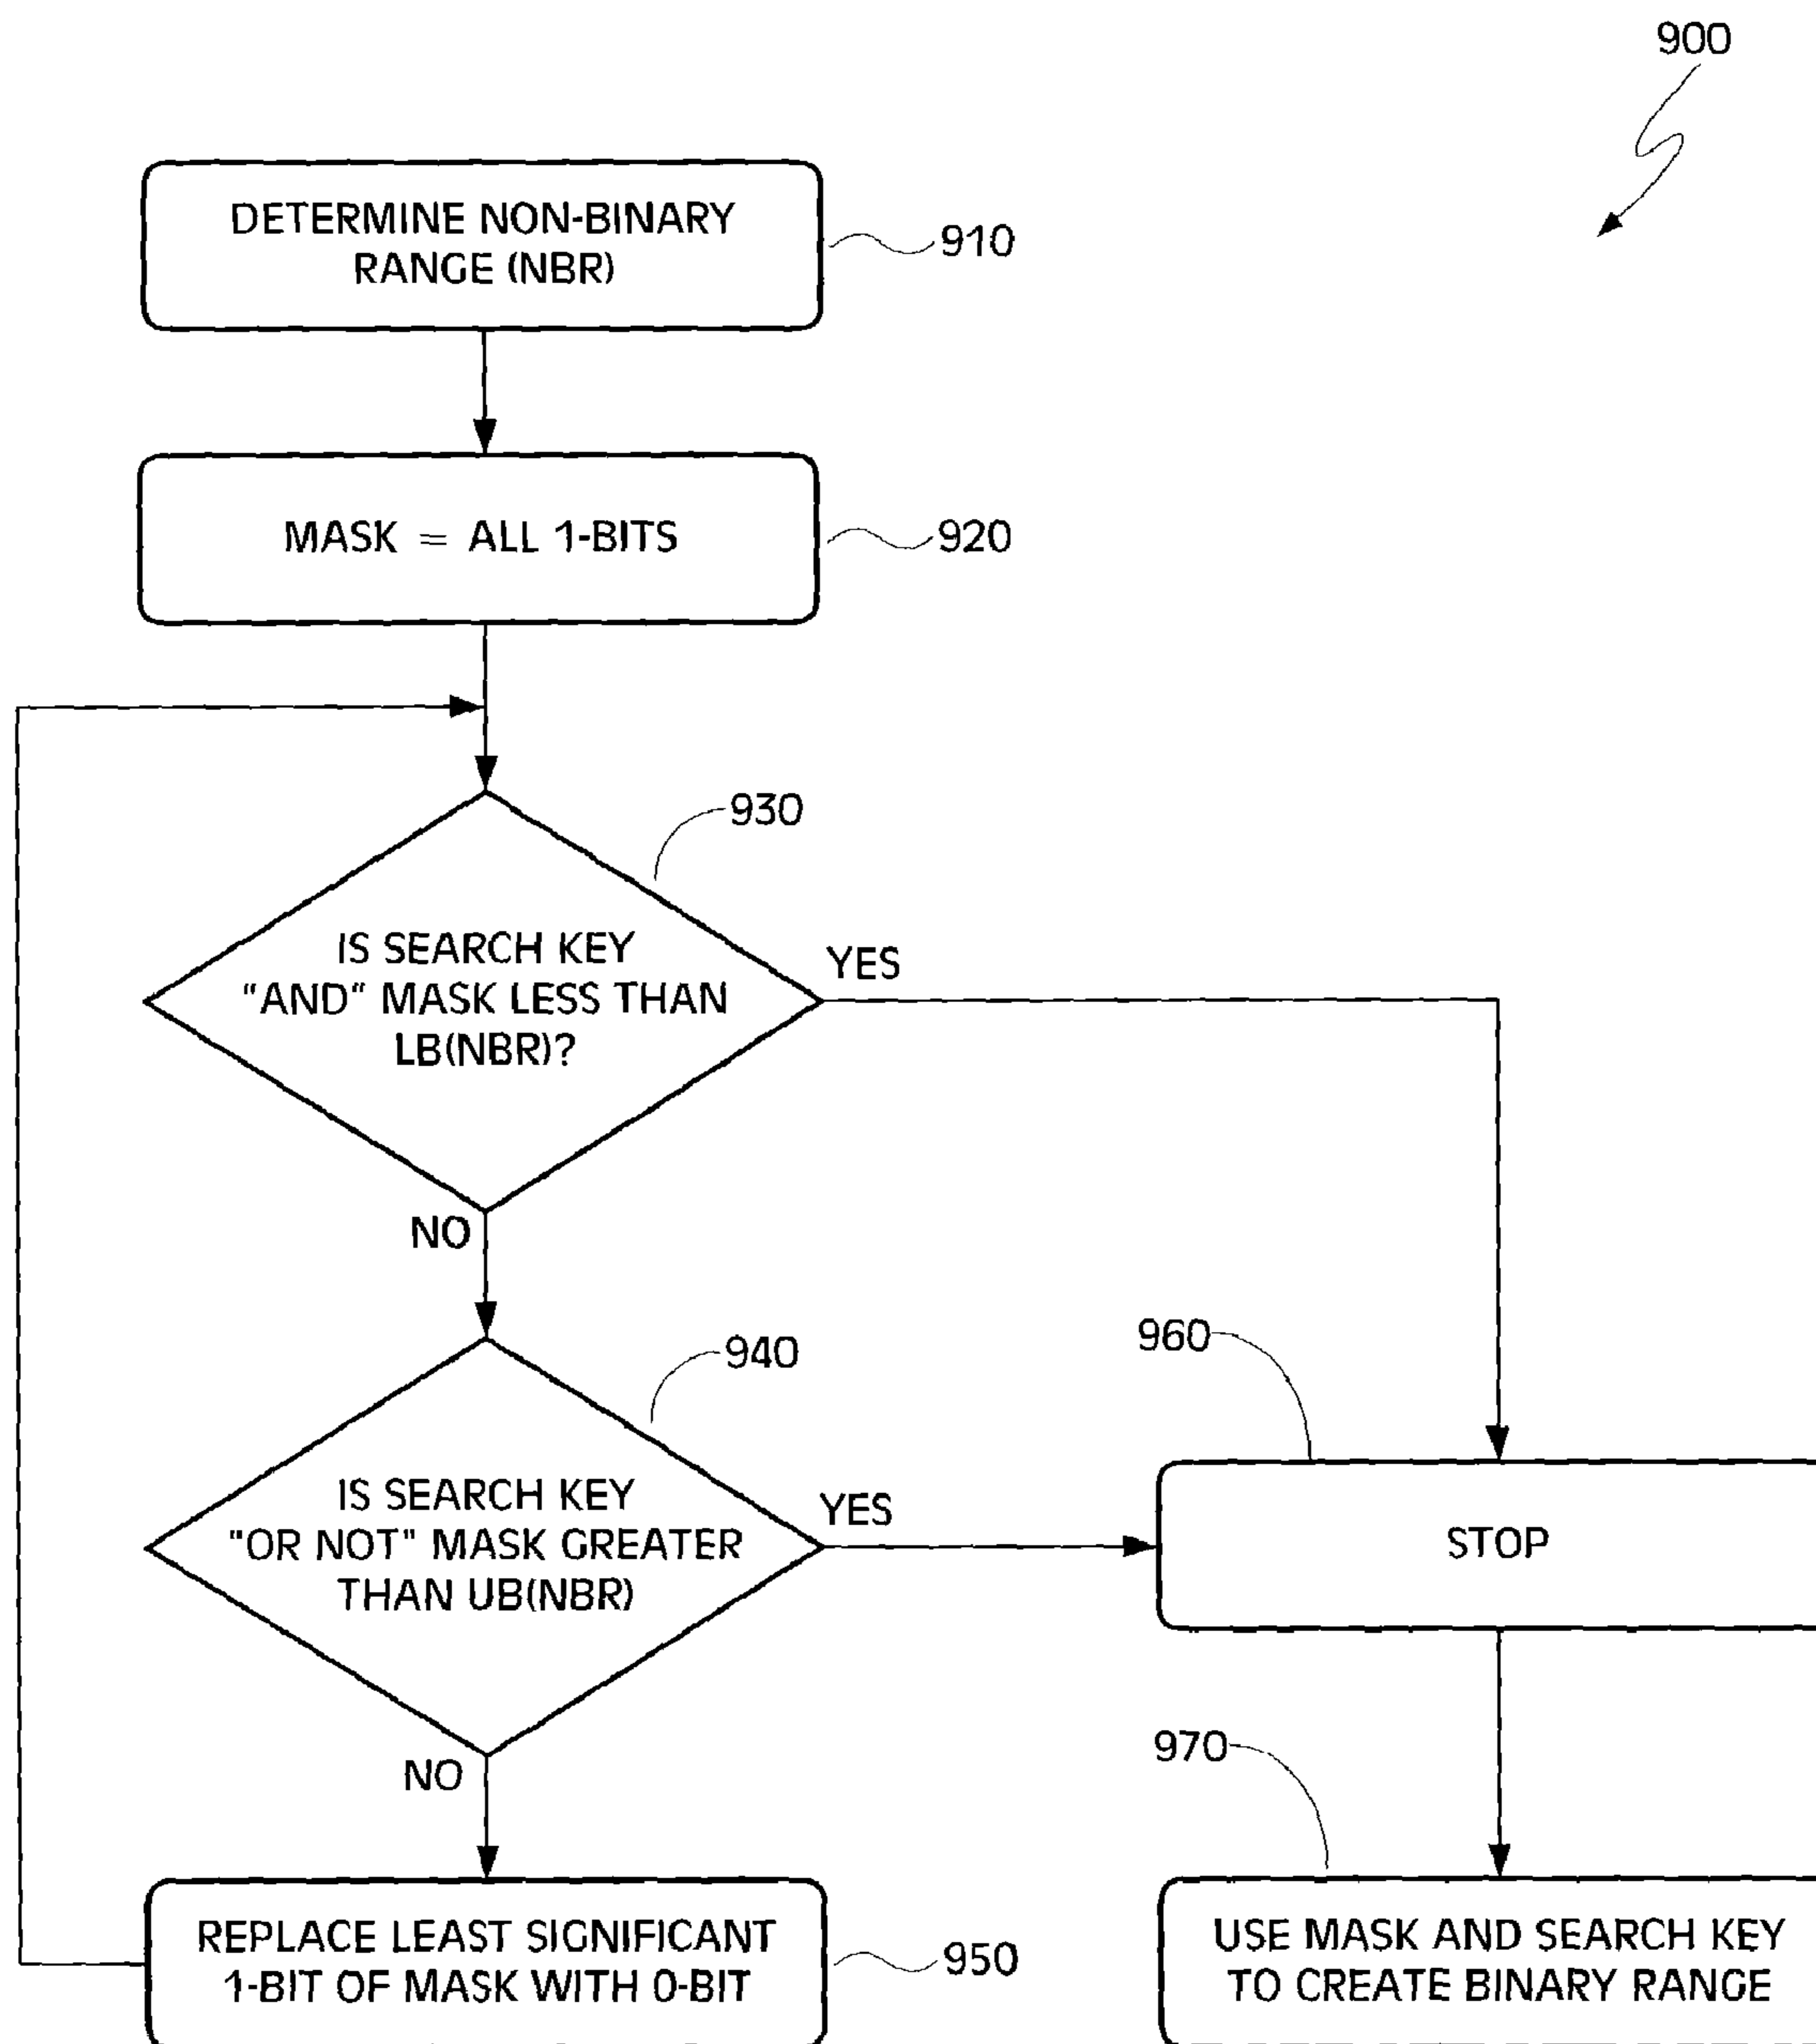 900
DETERMINE NON-BINARY
RANGE (NBR)
910
MASK = ALL 1-BITS
920
930
IS SEARCH KEY
"AND" MASK LESS THAN
LB(NBR)?
YES
NO
940
IS SEARCH KEY
"OR NOT" MASK GREATER
THAN UB(NBR)
YES
960
STOP
NO
970
REPLACE LEAST SIGNIFICANT
1-BIT OF MASK WITH 0-BIT
950
USE MASK AND SEARCH KEY
TO CREATE BINARY RANGE